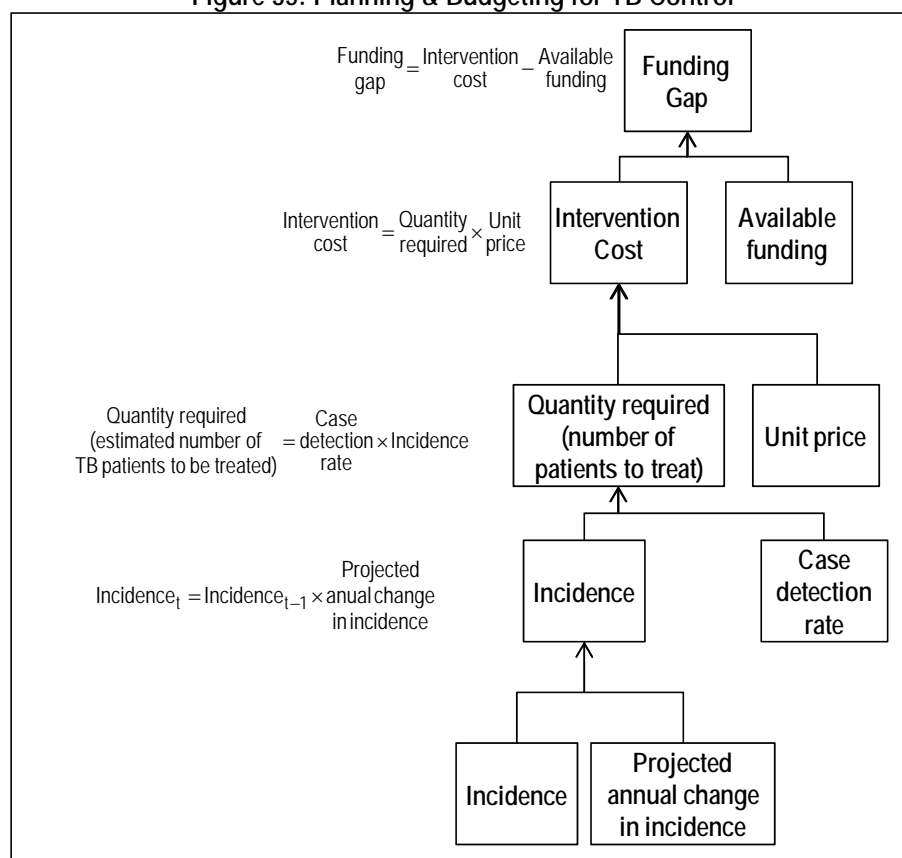 Figure 35: Planning & Budgeting for TB Control
Funding gap = Intervention cost − Available funding
Funding
Gap
Intervention cost = Quantity required × Unit price
Intervention
Cost
Available
funding
Quantity required (estimated number of TB patients to be treated) = Case detection rate × Incidence
Quantity required
(number of
patients to treat)
Unit price
Incidence_t = Incidence_t−1 × Projected anual change in incidence
Incidence
Case
detection
rate
Incidence
Projected
annual change
in incidence